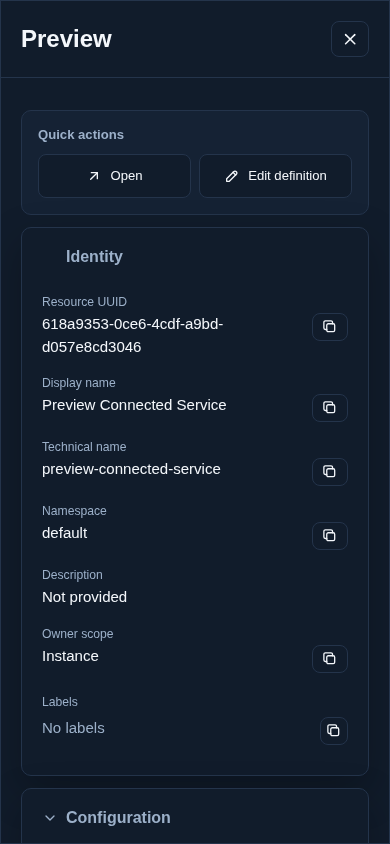 Preview
Quick actions
Open
Edit definition
Identity
Resource UUID
618a9353-0ce6-4cdf-a9bd-
d057e8cd3046
Display name
Preview Connected Service
Technical name
preview-connected-service
Namespace
default
Description
Not provided
Owner scope
Instance
Labels
No labels
Configuration